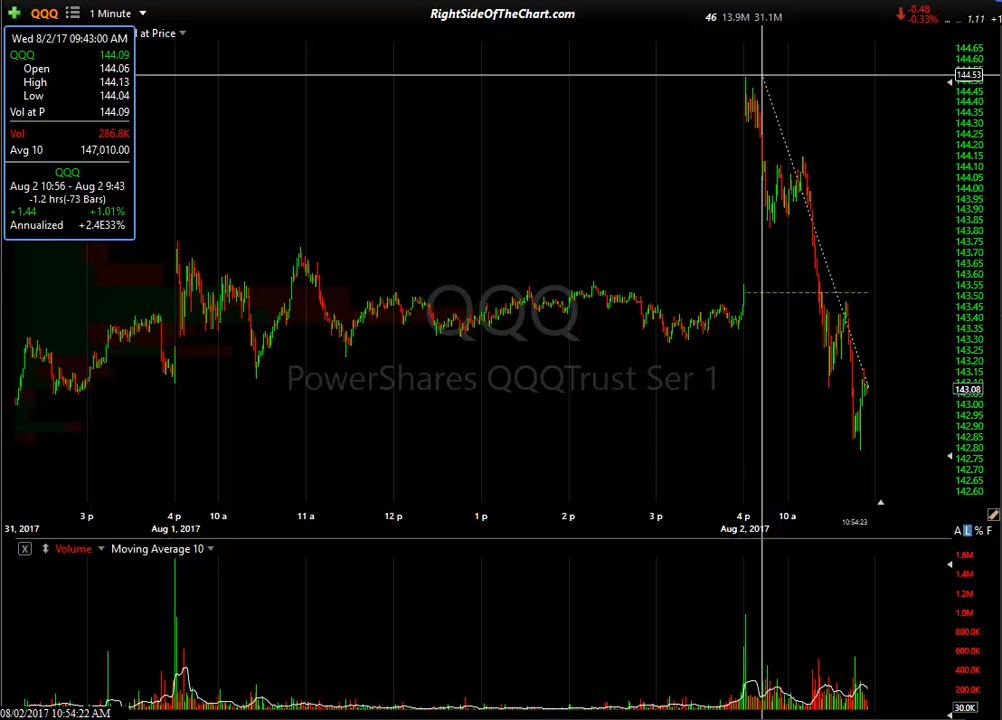 QQQ 1 Minute RightSideOfTheChart.com 46 13.9M 31.1M -0.48 -0.33% 1.11 +1
at Price
Wed 8/2/17 09:43:00 AM
QQQ 144.09
Open 144.06
High 144.13
Low 144.04
Vol at P 144.09
Vol 286.8K
Avg 10 147,010.00
QQQ
Aug 2 10:56 - Aug 2 9:43
-1.2 hrs(-73 Bars)
+1.44 +1.01%
Annualized +2.4E33%
144.65
144.60
144.53
144.45
144.40
144.35
144.30
144.25
144.20
144.15
144.10
144.05
144.00
143.95
143.90
143.85
143.80
143.75
143.70
143.65
143.60
143.55
143.50
143.45
143.40
143.35
143.30
143.25
143.20
143.15
143.08
143.00
142.95
142.90
142.85
142.80
142.75
142.70
142.65
142.60
QQQ
PowerShares QQQTrust Ser 1
3 p 4 p 10 a 11 a 12 p 1 p 2 p 3 p 4 p 10 a 10:54:23
31, 2017 Aug 1, 2017 Aug 2, 2017 A L % F
X Volume Moving Average 10
1.6M
1.4M
1.2M
1.0M
800.0K
600.0K
400.0K
200.0K
30.0K
08/02/2017 10:54:22 AM